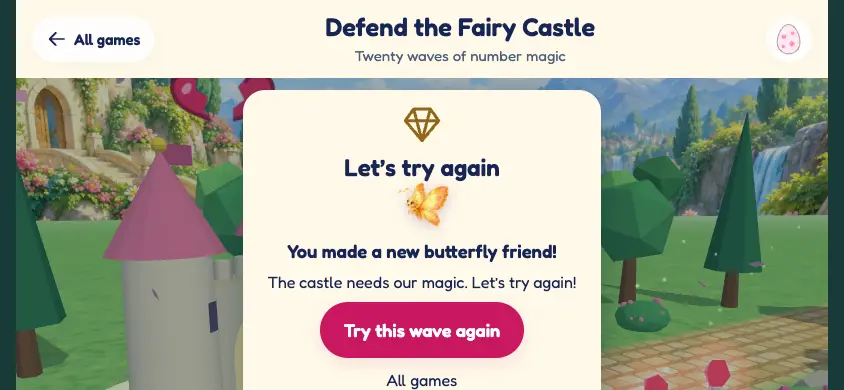 All games
Defend the Fairy Castle
Twenty waves of number magic
Let's try again
You made a new butterfly friend!
The castle needs our magic. Let's try again!
Try this wave again
All games